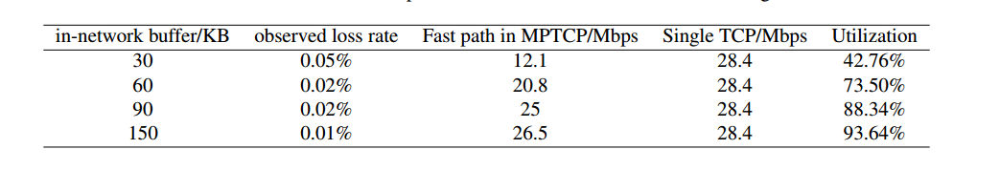 in-network buffer/KB observed loss rate Fast path in MPTCP/Mbps Single TCP/Mbps Utilization
30 0.05% 12.1 28.4 42.76%
60 0.02% 20.8 28.4 73.50%
90 0.02% 25 28.4 88.34%
150 0.01% 26.5 28.4 93.64%